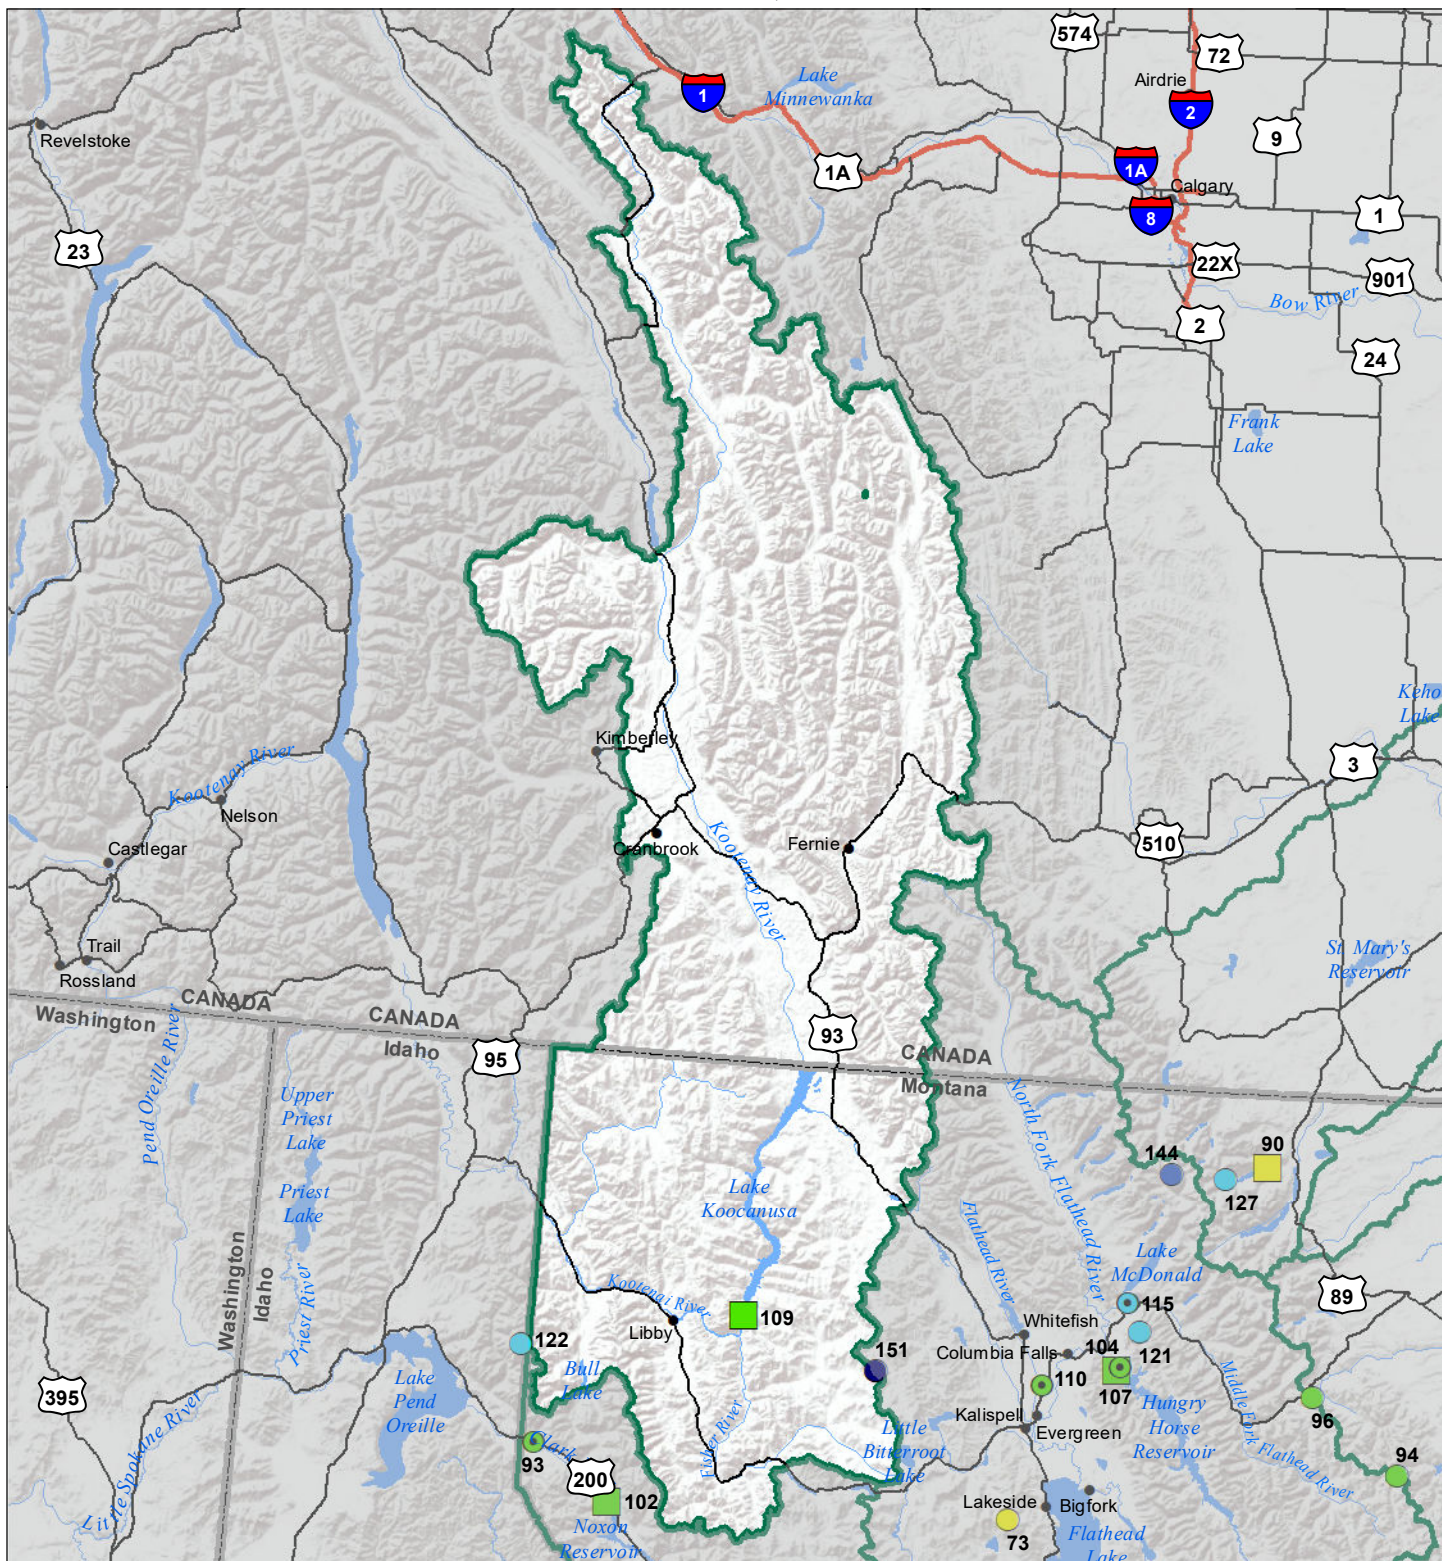 574
72
Airdrie
Lake
Minnewanka
1
2
Revelstoke
9
1A
1A
Calgary
8
1
23
22X
901
Bow River
2
24
Frank
Lake
Keho
Lake
Kimberley
Kootenay River
3
Nelson
Cranbrook
Kootenay River
Fernie
510
Castlegar
Trail
Rossland
St. Mary's
Reservoir
CANADA
Washington
CANADA
Idaho
95
93
CANADA
Montana
Pend Oreille River
Upper
Priest
Lake
Priest
Lake
North Fork Flathead River
144
90
127
Lake
Koocanusa
Flathead River
Lake
McDonald
Washington
Idaho
Priest River
Kootenai River
115
89
109
Libby
Whitefish
122
Columbia Falls
104
121
151
Bull
Lake
110
107
395
Lake
Pend
Oreille
Kalispell
Evergreen
Hungry
Horse
Reservoir
Middle Fork Flathead River
96
Little Spokane River
Clark
93
Fisher River
Little
Bitterroot
Lake
94
200
102
Lakeside
Bigfork
73
Noxon
Reservoir
Flathead
Lake